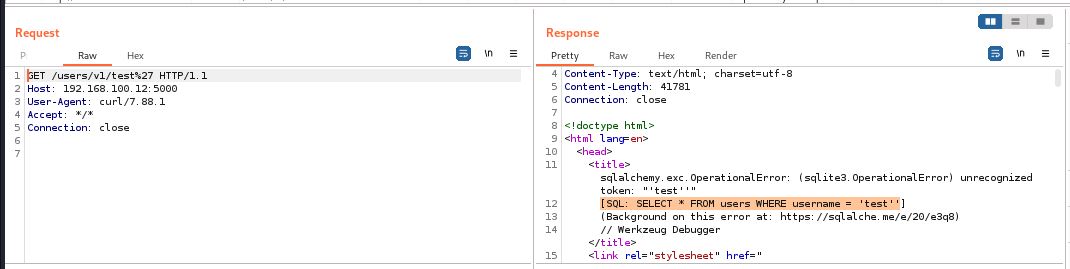 Request
P Raw Hex
\n
1 GET /users/v1/test%27 HTTP/1.1
2 Host: 192.168.100.12:5000
3 User-Agent: curl/7.88.1
4 Accept: */*
5 Connection: close
6
7
Response
Pretty Raw Hex Render
\n
4 Content-Type: text/html; charset=utf-8
5 Content-Length: 41781
6 Connection: close
7
8 <!doctype html>
9 <html lang=en>
10 <head>
11 <title>
sqlalchemy.exc.OperationalError: (sqlite3.OperationalError) unrecognized
token: "'test''"
12 [SQL: SELECT * FROM users WHERE username = 'test'']
13 (Background on this error at: https://sqlalche.me/e/20/e3q8)
14 // Werkzeug Debugger
</title>
15 <link rel="stylesheet" href="